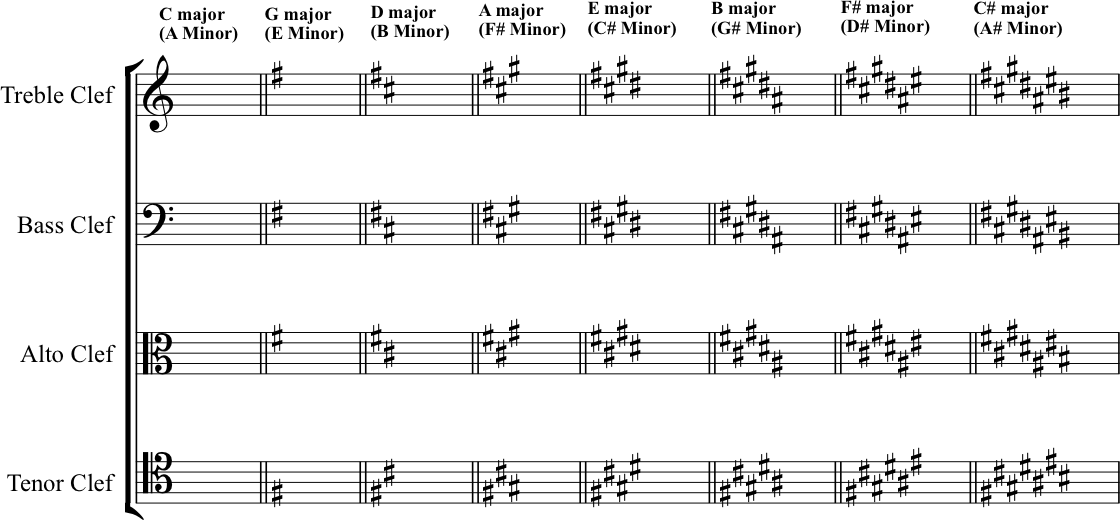 C major
(A Minor)
G major
(E Minor)
D major
(B Minor)
A major
(F# Minor)
E major
(C# Minor)
B major
(G# Minor)
F# major
(D# Minor)
C# major
(A# Minor)
Treble Clef
Bass Clef
Alto Clef
Tenor Clef